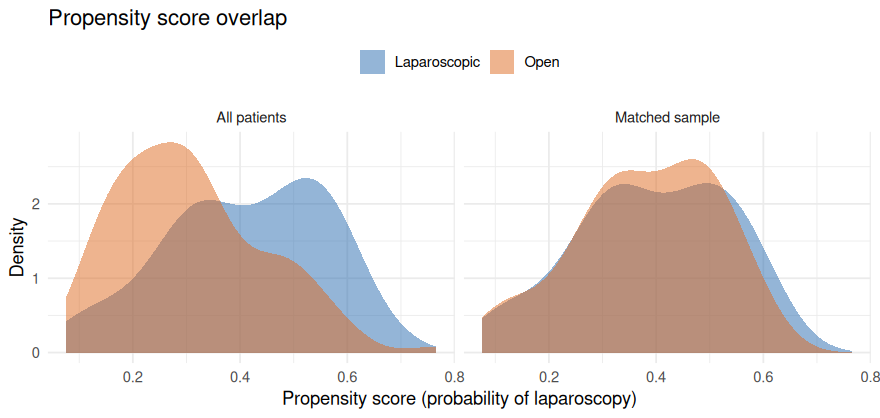 Propensity score overlap
Laparoscopic Open
All patients Matched sample
Density
2
1
0
0.2 0.4 0.6 0.8 0.2 0.4 0.6 0.8
Propensity score (probability of laparoscopy)